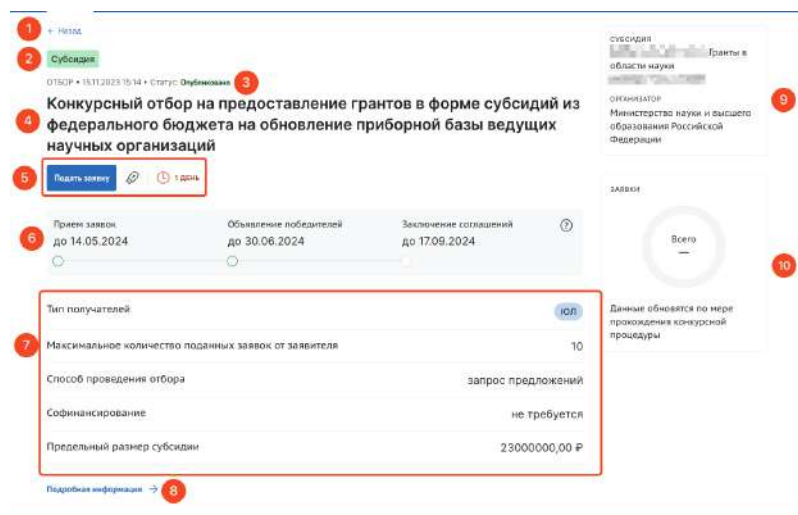 1 ← Назад
2 Субсидия
ОТБОР • 15.11.2023 15:14 • Статус: Опубликовано 3
4 Конкурсный отбор на предоставление грантов в форме субсидий из
федерального бюджета на обновление приборной базы ведущих
научных организаций
5 Подать заявку 1 день
6 Прием заявок Объявление победителей Заключение соглашений ?
до 14.05.2024 до 30.06.2024 до 17.09.2024
7
Тип получателей ЮЛ
Максимальное количество поданных заявок от заявителя 10
Способ проведения отбора запрос предложений
Софинансирование не требуется
Предельный размер субсидии 23000000,00 ₽
Подробная информация → 8
СУБСИДИЯ
Гранты в
области науки
9
ОРГАНИЗАТОР
Министерство науки и высшего
образования Российской
Федерации
ЗАЯВКИ
Всего
—
10
Данные обновятся по мере
прохождения конкурсной
процедуры